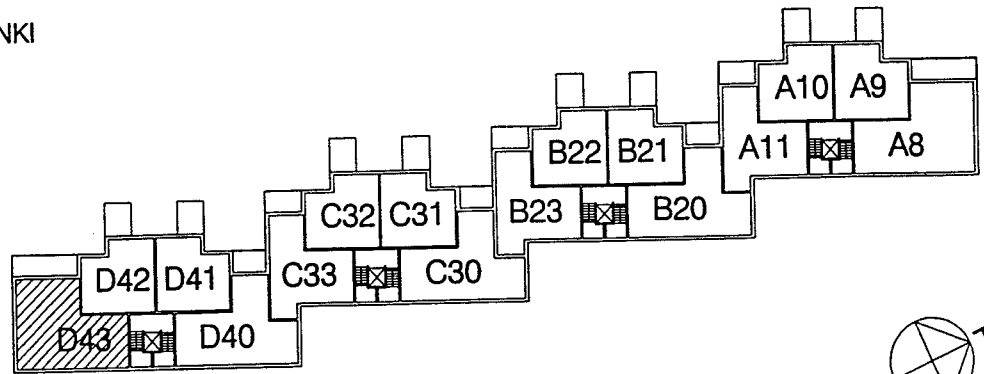 NKI
A10 A9
A11 A8
B22 B21
B23 B20
C32 C31
C33 C30
D42 D41
D43 D40